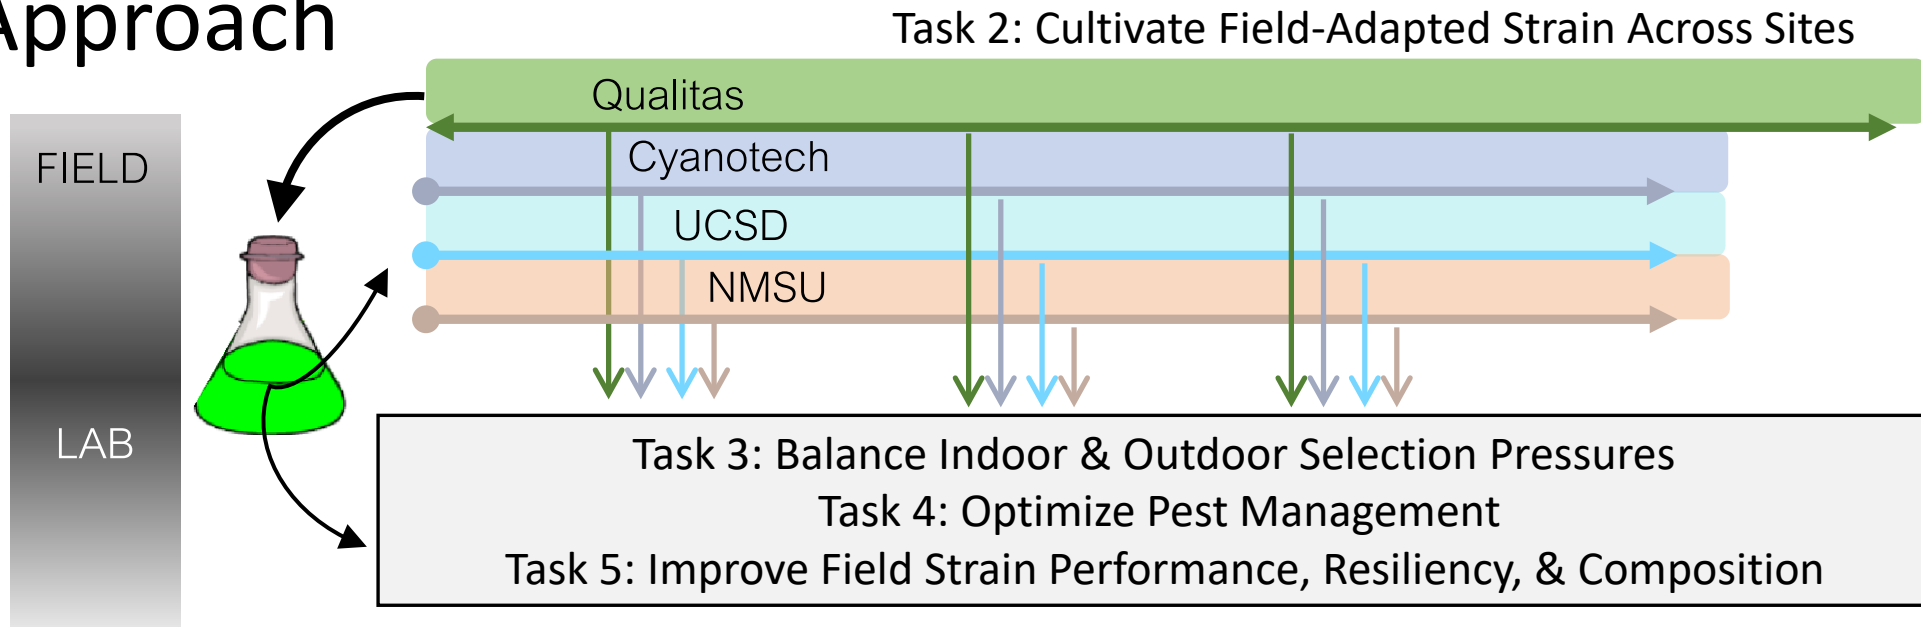 Approach
Task 2: Cultivate Field-Adapted Strain Across Sites
Qualitas
FIELD
Cyanotech
UCSD
NMSU
LAB
Task 3: Balance Indoor & Outdoor Selection Pressures
Task 4: Optimize Pest Management
Task 5: Improve Field Strain Performance, Resiliency, & Composition